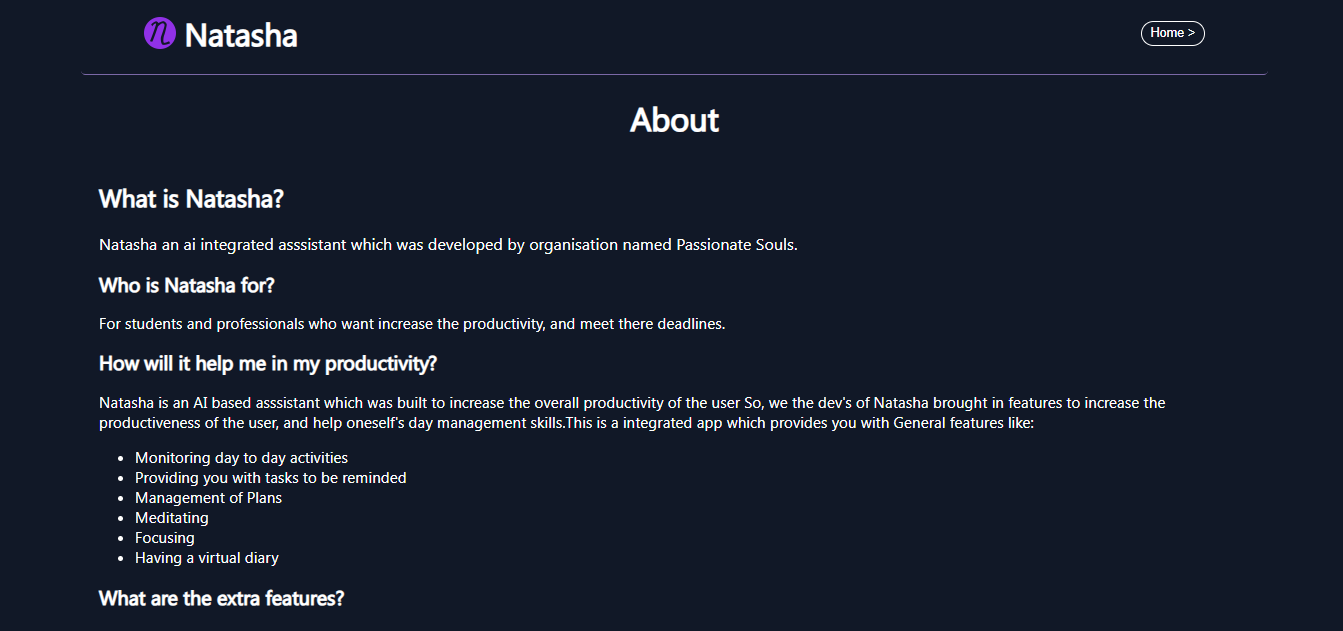 n Natasha
Home >
About
What is Natasha?
Natasha an ai integrated asssistant which was developed by organisation named Passionate Souls.
Who is Natasha for?
For students and professionals who want increase the productivity, and meet there deadlines.
How will it help me in my productivity?
Natasha is an AI based asssistant which was built to increase the overall productivity of the user So, we the dev's of Natasha brought in features to increase the
productiveness of the user, and help oneself's day management skills.This is a integrated app which provides you with General features like:
• Monitoring day to day activities
• Providing you with tasks to be reminded
• Management of Plans
• Meditating
• Focusing
• Having a virtual diary
What are the extra features?